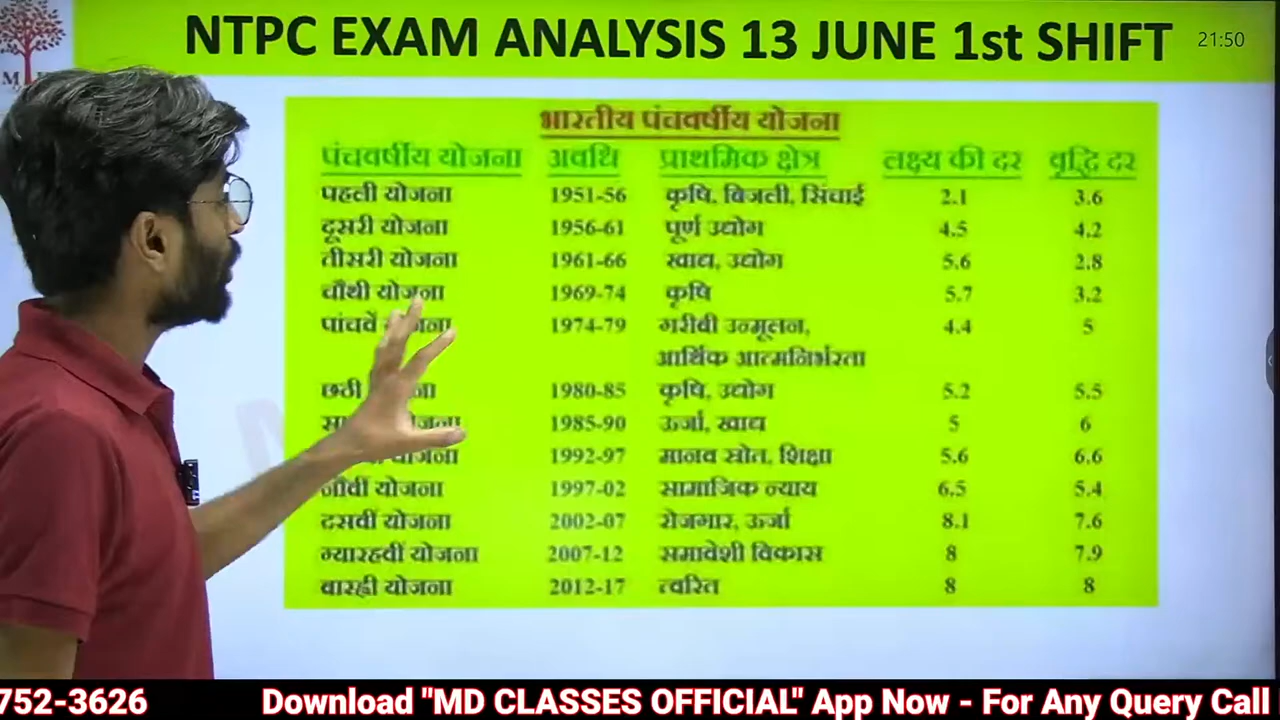 NTPC EXAM ANALYSIS 13 JUNE 1st SHIFT
21:50
भारतीय पंचवर्षीय योजना
पंचवर्षीय योजना अवधि प्राथमिक क्षेत्र लक्ष्य की दर वृद्धि दर
पहली योजना 1951-56 कृषि, बिजली, सिंचाई 2.1 3.6
दूसरी योजना 1956-61 पूर्ण उद्योग 4.5 4.2
तीसरी योजना 1961-66 खाद्य, उद्योग 5.6 2.8
चौथी योजना 1969-74 कृषि 5.7 3.2
पांचवें 1974-79 गरीबी उन्मूलन, 4.4 5
आर्थिक आत्मनिर्भरता
छठी 1980-85 कृषि, उद्योग 5.2 5.5
1985-90 ऊर्जा, खाद्य 5 6
योजना 1992-97 मानव स्रोत, शिक्षा 5.6 6.6
नौवीं योजना 1997-02 सामाजिक न्याय 6.5 5.4
दसवीं योजना 2002-07 रोजगार, ऊर्जा 8.1 7.6
ग्यारहवीं योजना 2007-12 समावेशी विकास 8 7.9
बारहवी योजना 2012-17 त्वरित 8 8
752-3626 Download "MD CLASSES OFFICIAL" App Now - For Any Query Call